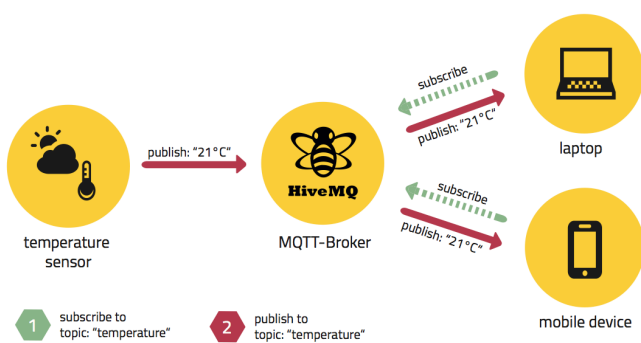 subscribe
publish: "21°C"
laptop
publish: "21°C"
HiveMQ
temperature
sensor
MQTT-Broker
subscribe
publish: "21°C"
mobile device
1
subscribe to
topic: "temperature"
2
publish to
topic: "temperature"